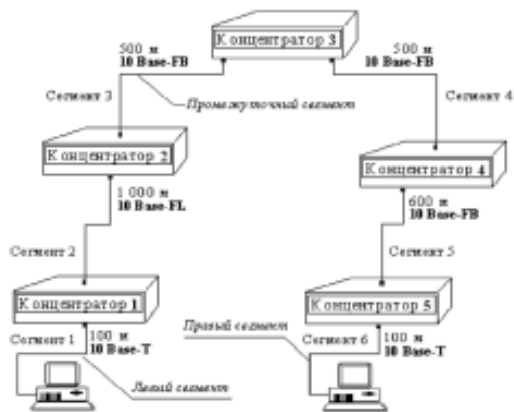 Концентратор 3
500 м
10 Base-FB
500 м
10 Base-FB
Сегмент 3
Промежуточный сегмент
Сегмент 4
Концентратор 2
Концентратор 4
1 000 м
10 Base-FL
600 м
10 Base-FB
Сегмент 2
Сегмент 5
Концентратор 1
Концентратор 5
Сегмент 1
100 м
10 Base-T
Правый сегмент
Сегмент 6
100 м
10 Base-T
Левый сегмент